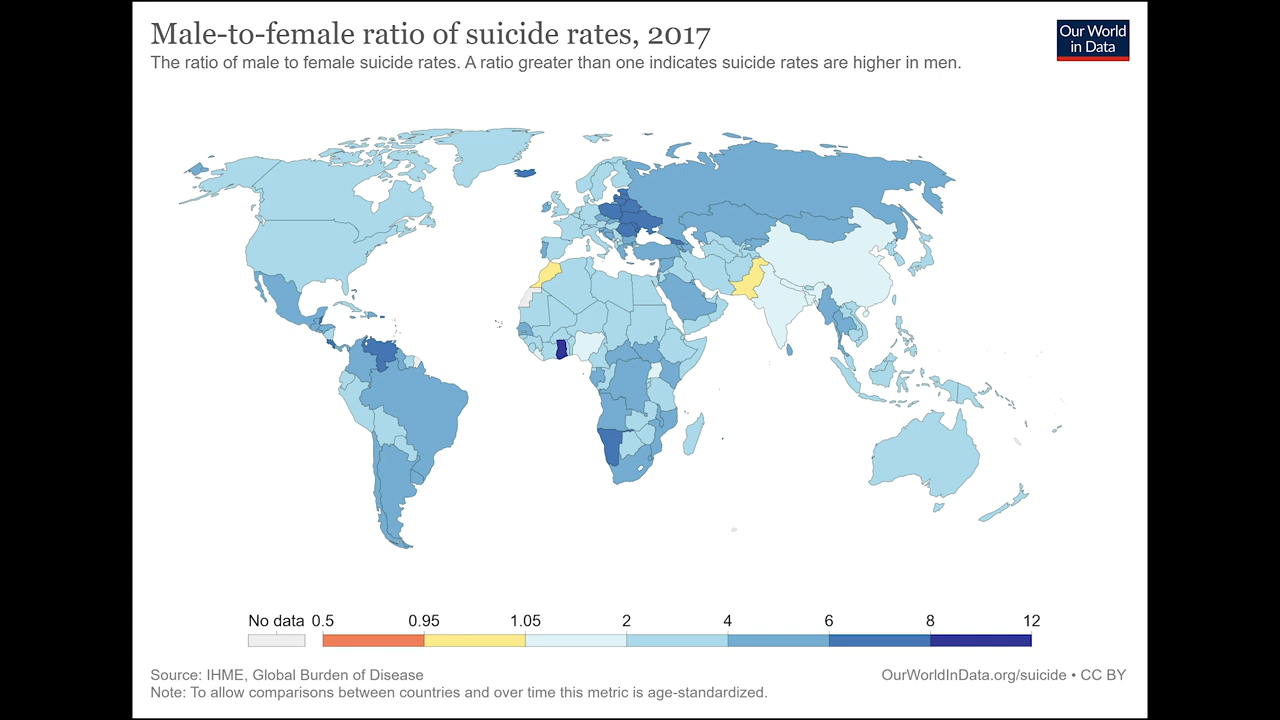 Male-to-female ratio of suicide rates, 2017
The ratio of male to female suicide rates. A ratio greater than one indicates suicide rates are higher in men.
Our World
in Data
No data 0.5 0.95 1.05 2 4 6 8 12
Source: IHME, Global Burden of Disease
OurWorldInData.org/suicide • CC BY
Note: To allow comparisons between countries and over time this metric is age-standardized.